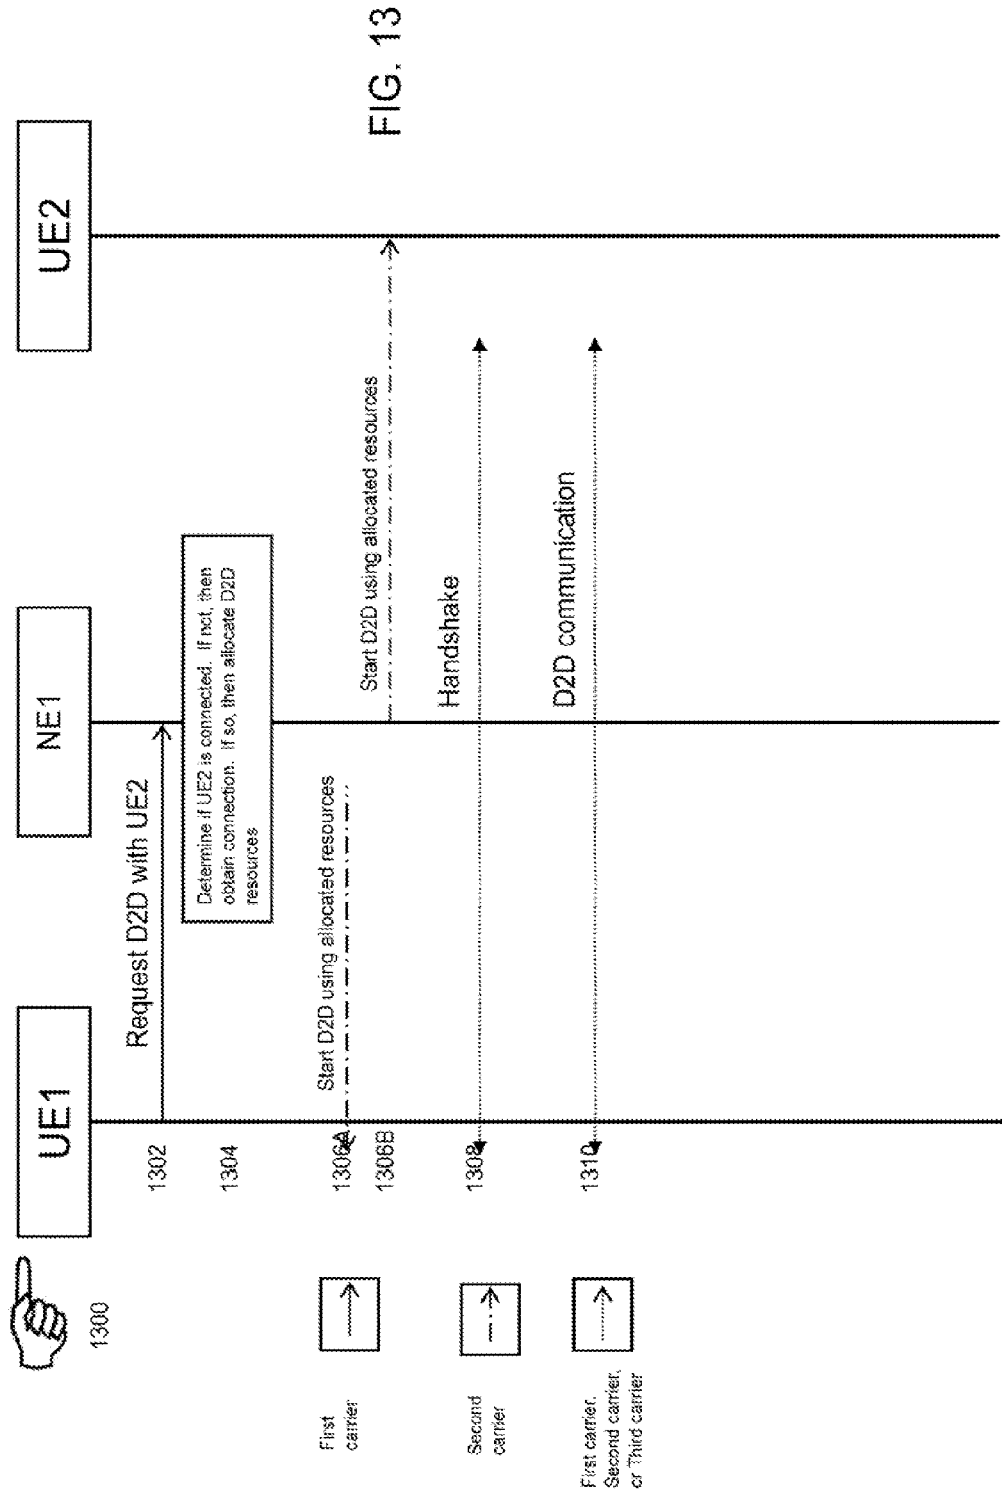 1300
UE1
NE1
UE2
1302
Request D2D with UE2
1304
Determine if UE2 is connected. If not, then
obtain connection. If so, then allocate D2D
resources
1306A
Start D2D using allocated resources
1306B
Start D2D using allocated resources
1308
Handshake
1310
D2D communication
First
carrier
Second
carrier
First carrier,
Second carrier,
or Third carrier
FIG. 13